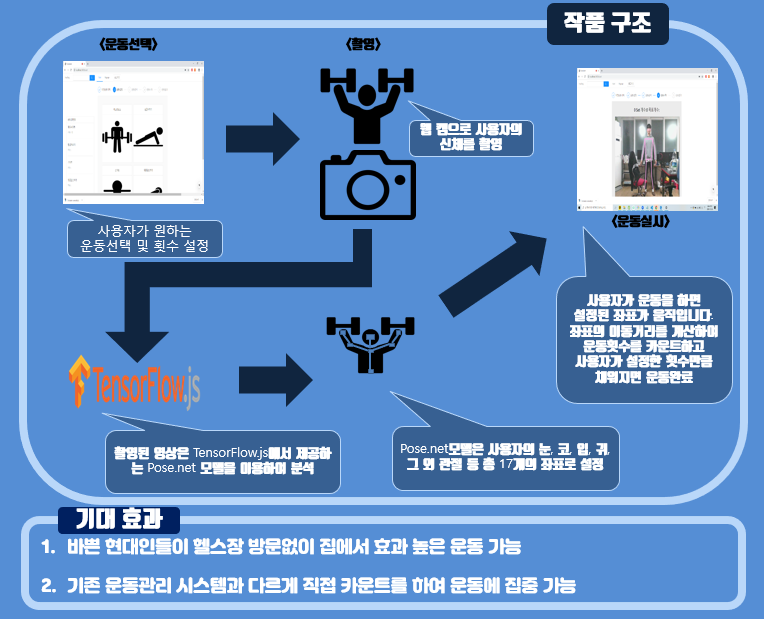 작품 구조
<운동선택>
<촬영>
웹 캠으로 사용자의
신체를 촬영
사용자가 원하는
운동선택 및 횟수 설정
<운동실시>
사용자가 운동을 하면
설정된 좌표가 움직입니다.
좌표의 이동거리를 계산하여
운동횟수를 카운트하고
사용자가 설정한 횟수만큼
채워지면 운동완료
TensorFlow.js
촬영된 영상은 TensorFlow.js에서 제공하
는 Pose.net 모델을 이용하여 분석
Pose.net모델은 사용자의 눈, 코, 입, 귀,
그 외 관절 등 총 17개의 좌표로 설정
기대 효과
1. 바쁜 현대인들이 헬스장 방문없이 집에서 효과 높은 운동 가능
2. 기존 운동관리 시스템과 다르게 직접 카운트를 하여 운동에 집중 가능